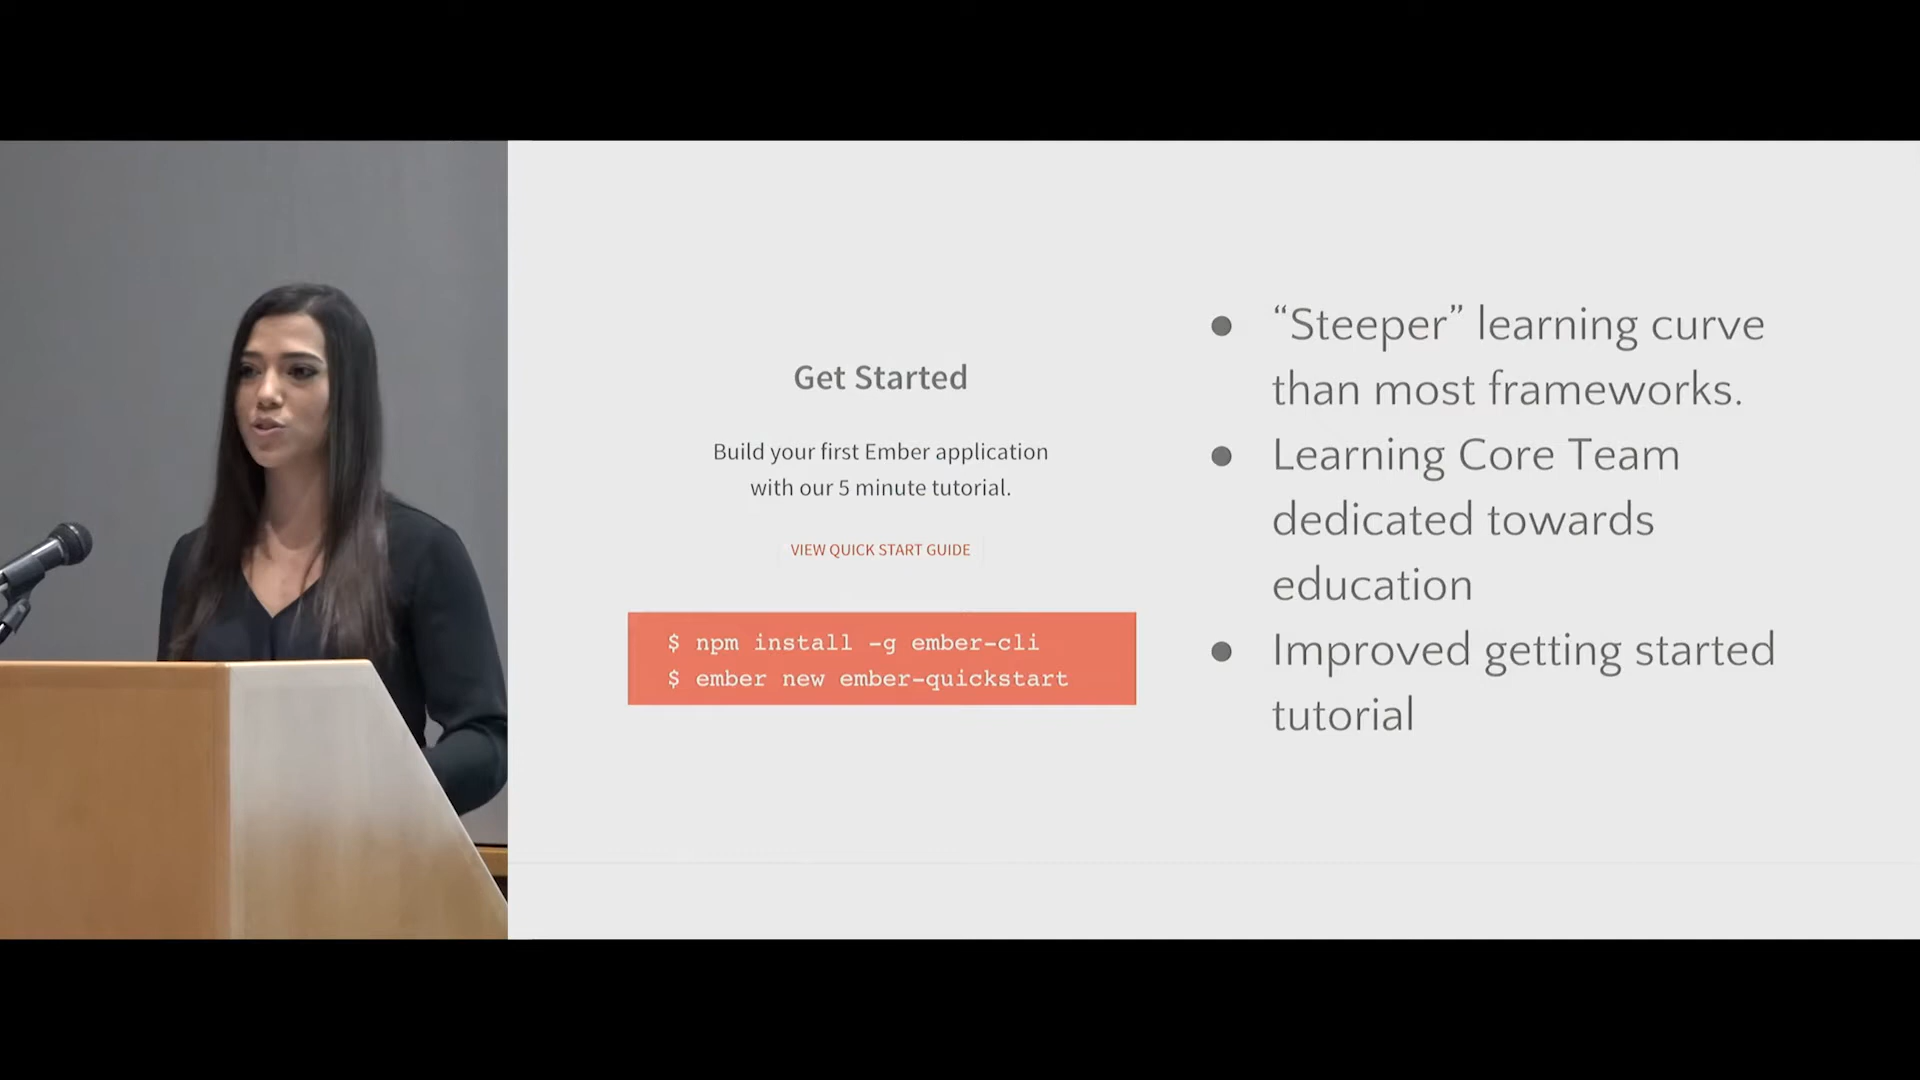 Get Started
Build your first Ember application
with our 5 minute tutorial.
VIEW QUICK START GUIDE
$ npm install -g ember-cli
$ ember new ember-quickstart
● “Steeper” learning curve
than most frameworks.
● Learning Core Team
dedicated towards
education
● Improved getting started
tutorial